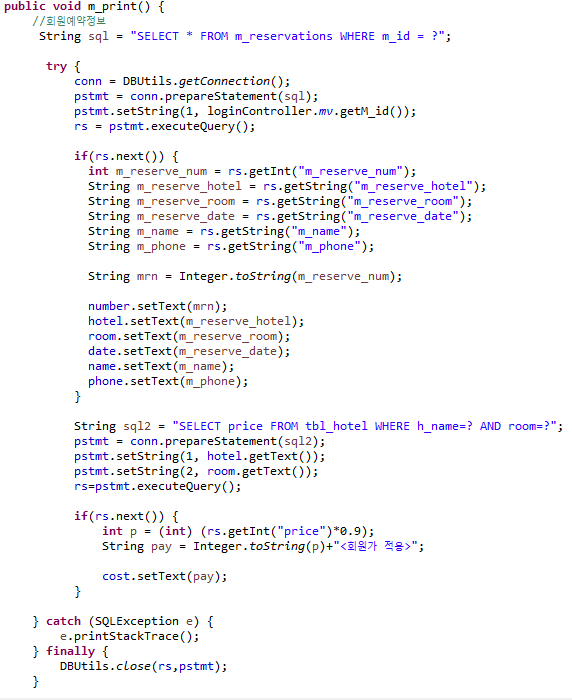 public void m_print() {
//회원예약정보
String sql = "SELECT * FROM m_reservations WHERE m_id = ?";
try {
conn = DBUtils.getConnection();
pstmt = conn.prepareStatement(sql);
pstmt.setString(1, loginController.mv.getM_id());
rs = pstmt.executeQuery();
if(rs.next()) {
int m_reserve_num = rs.getInt("m_reserve_num");
String m_reserve_hotel = rs.getString("m_reserve_hotel");
String m_reserve_room = rs.getString("m_reserve_room");
String m_reserve_date = rs.getString("m_reserve_date");
String m_name = rs.getString("m_name");
String m_phone = rs.getString("m_phone");
String mrn = Integer.toString(m_reserve_num);
number.setText(mrn);
hotel.setText(m_reserve_hotel);
room.setText(m_reserve_room);
date.setText(m_reserve_date);
name.setText(m_name);
phone.setText(m_phone);
}
String sql2 = "SELECT price FROM tbl_hotel WHERE h_name=? AND room=?";
pstmt = conn.prepareStatement(sql2);
pstmt.setString(1, hotel.getText());
pstmt.setString(2, room.getText());
rs=pstmt.executeQuery();
if(rs.next()) {
int p = (int) (rs.getInt("price")*0.9);
String pay = Integer.toString(p)+"<회원가 적용>";
cost.setText(pay);
}
} catch (SQLException e) {
e.printStackTrace();
} finally {
DBUtils.close(rs,pstmt);
}